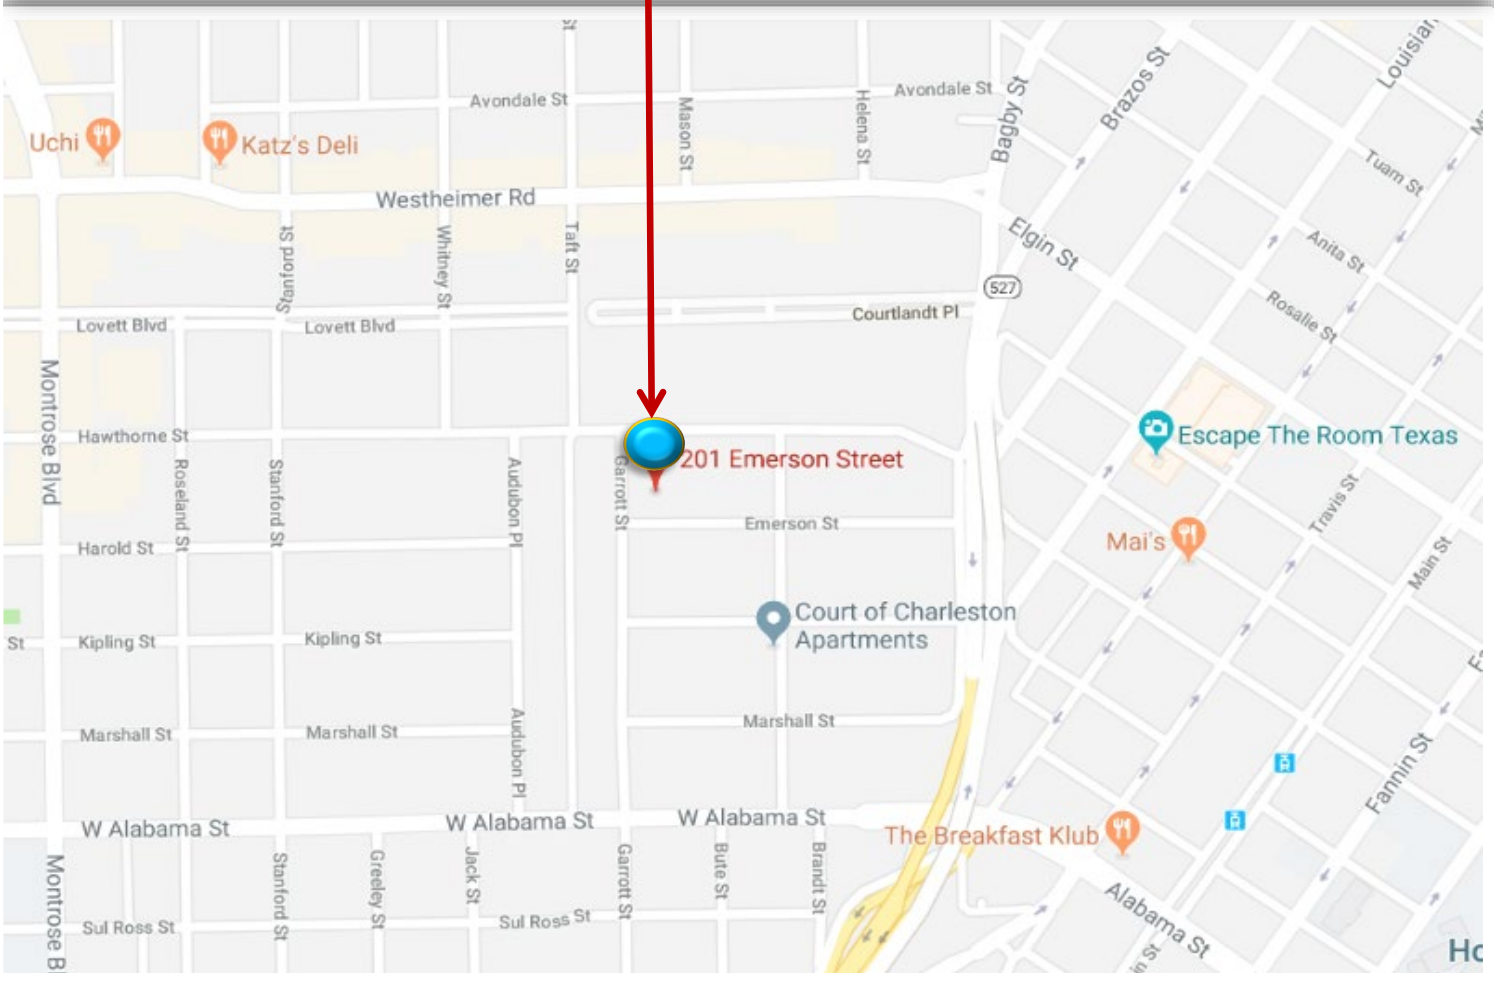 St
Avondale St
Avondale St
Bagby St
Brazos St
Louisian
Uchi
Katz's Deli
Mason St
Helena St
Tuam St
Westheimer Rd
Stanford St
Whitney St
Taft St
Elgin St
Anita St
527
Rosalie St
Lovett Blvd
Lovett Blvd
Courtlandt Pl
Montrose Blvd
Hawthorne St
Escape The Room Texas
201 Emerson Street
Roseland St
Stanford St
Audubon Pl
Garrott St
Travis St
Emerson St
Mai's
Main St
Harold St
Court of Charleston
Apartments
St
Kipling St
Kipling St
Marshall St
Marshall St
Marshall St
Audubon Pl
Fannin St
W Alabama St
W Alabama St
W Alabama St
The Breakfast Klub
Montrose B
Stanford St
Greeley St
Jack St
Garrott St
Bute St
Brandt St
Alabama St
Sul Ross St
Sul Ross St
in St
Ho